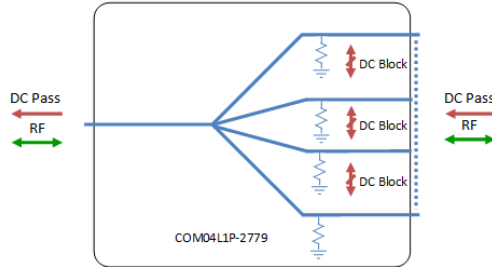 DC Block
DC Pass
RF
DC Block
DC Pass
RF
DC Block
COM04L1P-2779